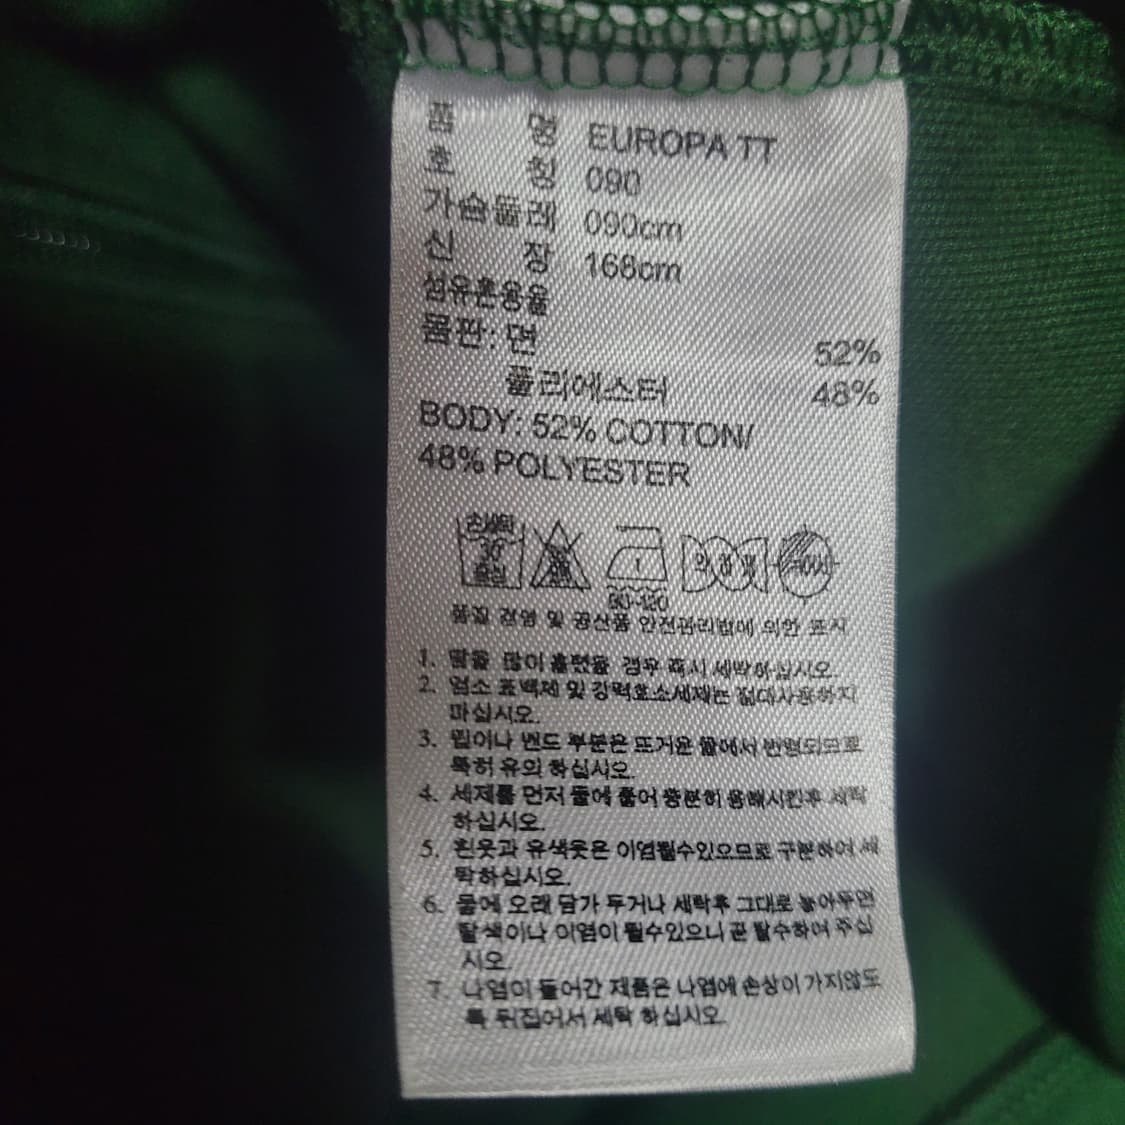 품 명 EUROPA TT
호 칭 090
가슴둘레 090cm
신 장 168cm
섬유혼용율
몸판: 면 52%
폴리에스터 48%
BODY: 52% COTTON/
48% POLYESTER
손세탁
30°
중성
1
80-120
품질 경영 및 공산품 안전관리법에 의한 표시
1. 땀을 많이 흘렸을 경우 즉시 세탁하십시오.
2. 염소 표백제 및 강력효소세제는 절대사용하지
마십시오.
3. 립이나 밴드 부분은 뜨거운 물에서 변형되므로
특히 유의 하십시오.
4. 세제를 먼저 물에 풀어 충분히 용해시킨후 세탁
하십시오.
5. 흰옷과 유색옷은 이염될수있으므로 구분하여 세
탁하십시오.
6. 물에 오래 담가 두거나 세탁후 그대로 놓아두면
탈색이나 이염이 될수있으니 곧 탈수하여 주십
시오.
7. 나염이 들어간 제품은 나염에 손상이 가지않도
록 뒤집어서 세탁 하십시오.